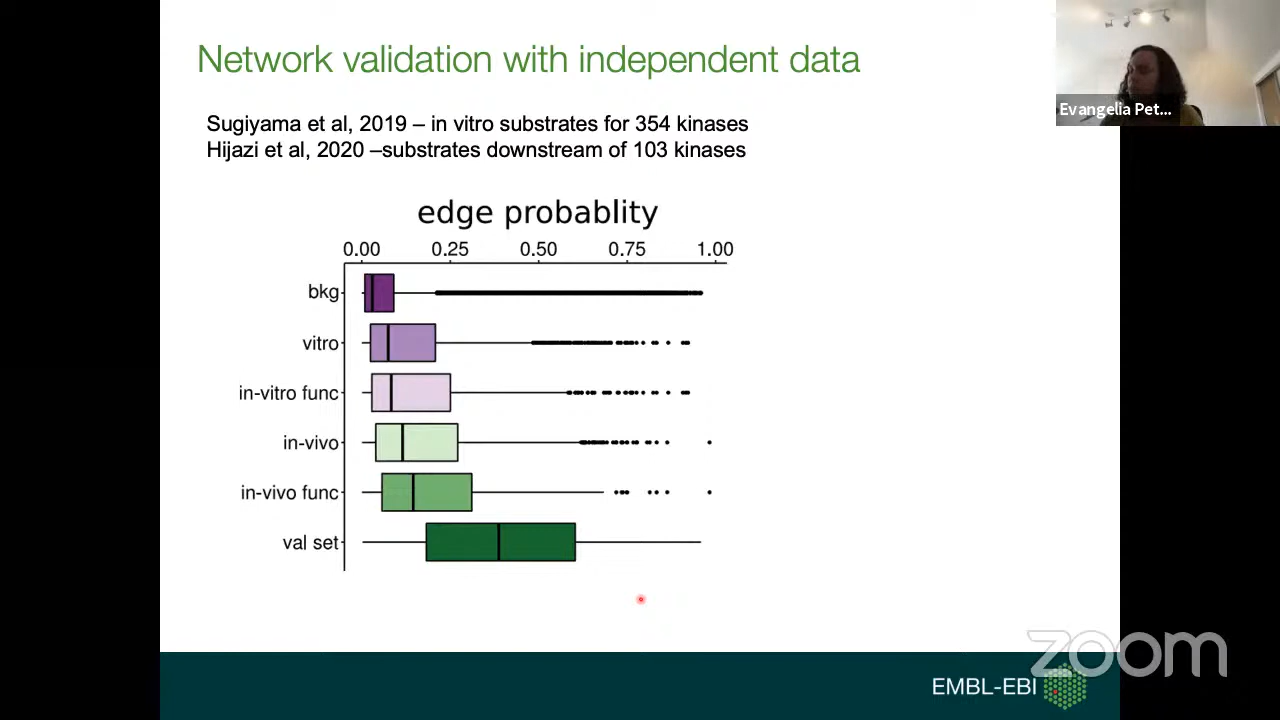 Network validation with independent data
Evangelia Pet...
Sugiyama et al, 2019 – in vitro substrates for 354 kinases
Hijazi et al, 2020 –substrates downstream of 103 kinases
edge probablity
0.00 0.25 0.50 0.75 1.00
bkg
vitro
in-vitro func
in-vivo
in-vivo func
val set
zoom
EMBL-EBI